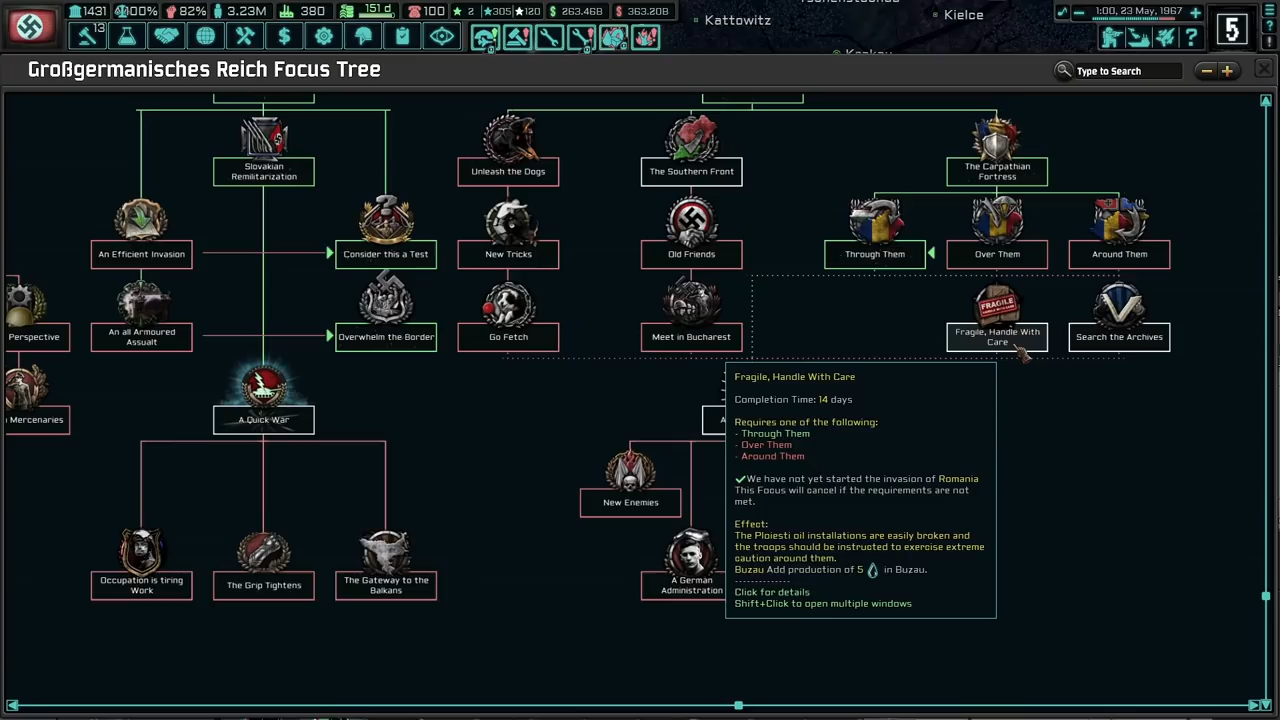 Kattowitz
Kielce
1431 100% 82% 3.23M 380 151 d 100 2 305 120 $ 263.46B $ 363.20B
1:00, 23 May, 1967
13
5
Großgermanisches Reich Focus Tree
Type to Search
Slovakian
Remilitarization
Unleash the Dogs
The Southern Front
The Carpathian
Fortress
An Efficient Invasion
Consider this a Test
New Tricks
Old Friends
Through Them
Over Them
Around Them
Perspective
An all Armoured
Assualt
Overwhelm the Border
Go Fetch
Meet in Bucharest
FRAGILE
Fragile, Handle With
Care
Search the Archives
Mercenaries
A Quick War
New Enemies
Occupation is tiring
Work
The Grip Tightens
The Gateway to the
Balkans
A German
Administration
Fragile, Handle With Care
Completion Time: 14 days
Requires one of the following:
- Through Them
- Over Them
- Around Them
We have not yet started the invasion of Romania
This Focus will cancel if the requirements are not
met.
Effect:
The Ploiesti oil installations are easily broken and
the troops should be instructed to exercise extreme
caution around them.
Buzau Add production of 5 in Buzau.
--------------
Click for details
Shift+Click to open multiple windows